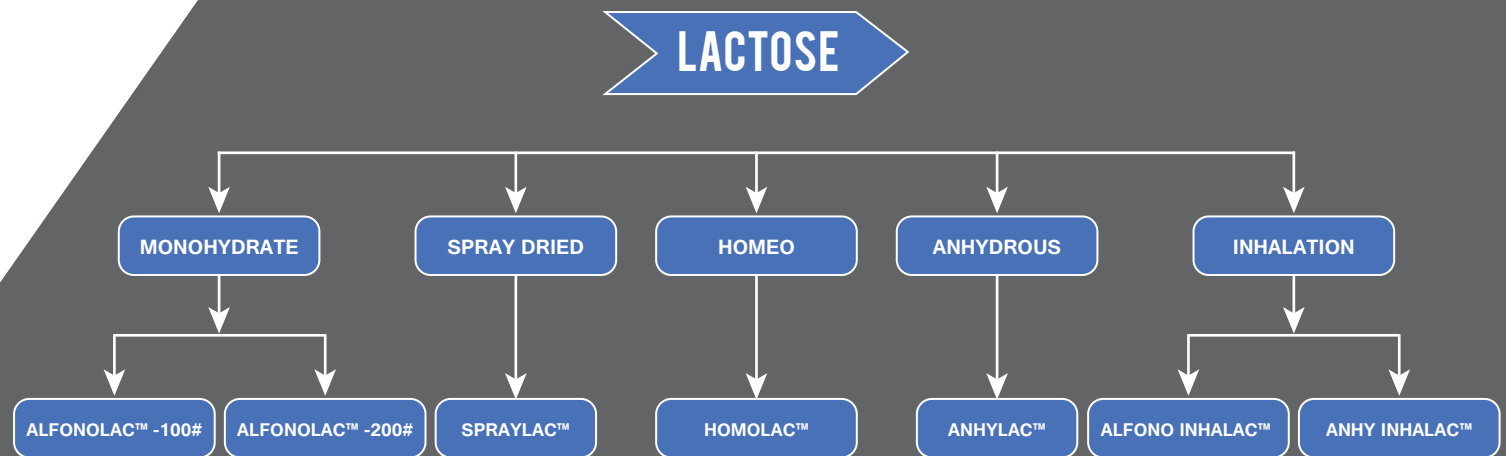 LACTOSE
MONOHYDRATE
SPRAY DRIED
HOMEO
ANHYDROUS
INHALATION
ALFONOLAC™ -100#
ALFONOLAC™ -200#
SPRAYLAC™
HOMOLAC™
ANHYLAC™
ALFONO INHALAC™
ANHY INHALAC™